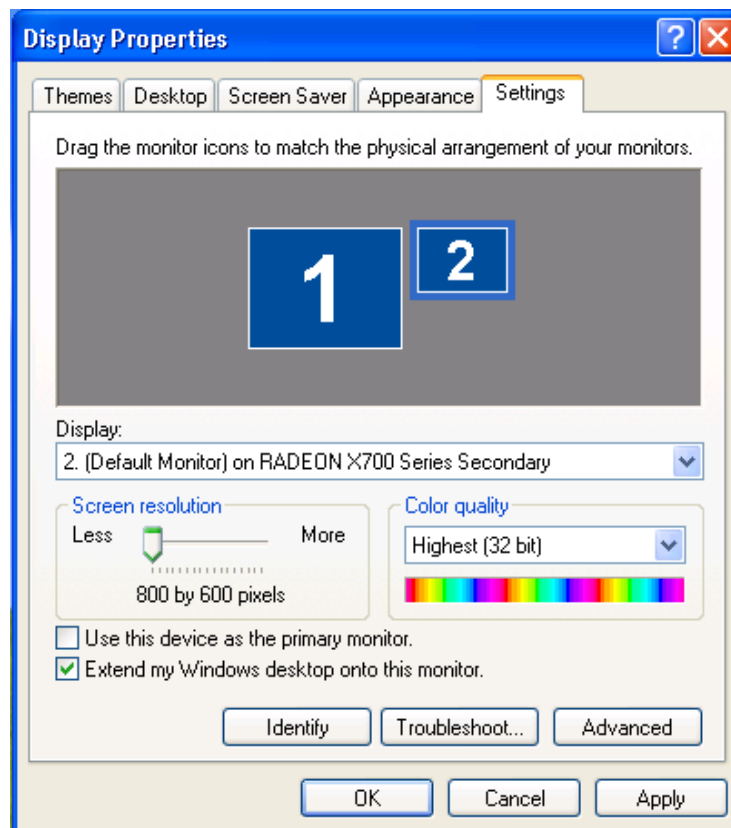 Display Properties
Themes Desktop Screen Saver Appearance Settings
Drag the monitor icons to match the physical arrangement of your monitors.
1 2
Display:
2. (Default Monitor) on RADEON X700 Series Secondary
Screen resolution
Less More
800 by 600 pixels
Color quality
Highest (32 bit)
Use this device as the primary monitor.
Extend my Windows desktop onto this monitor.
Identify Troubleshoot... Advanced
OK Cancel Apply